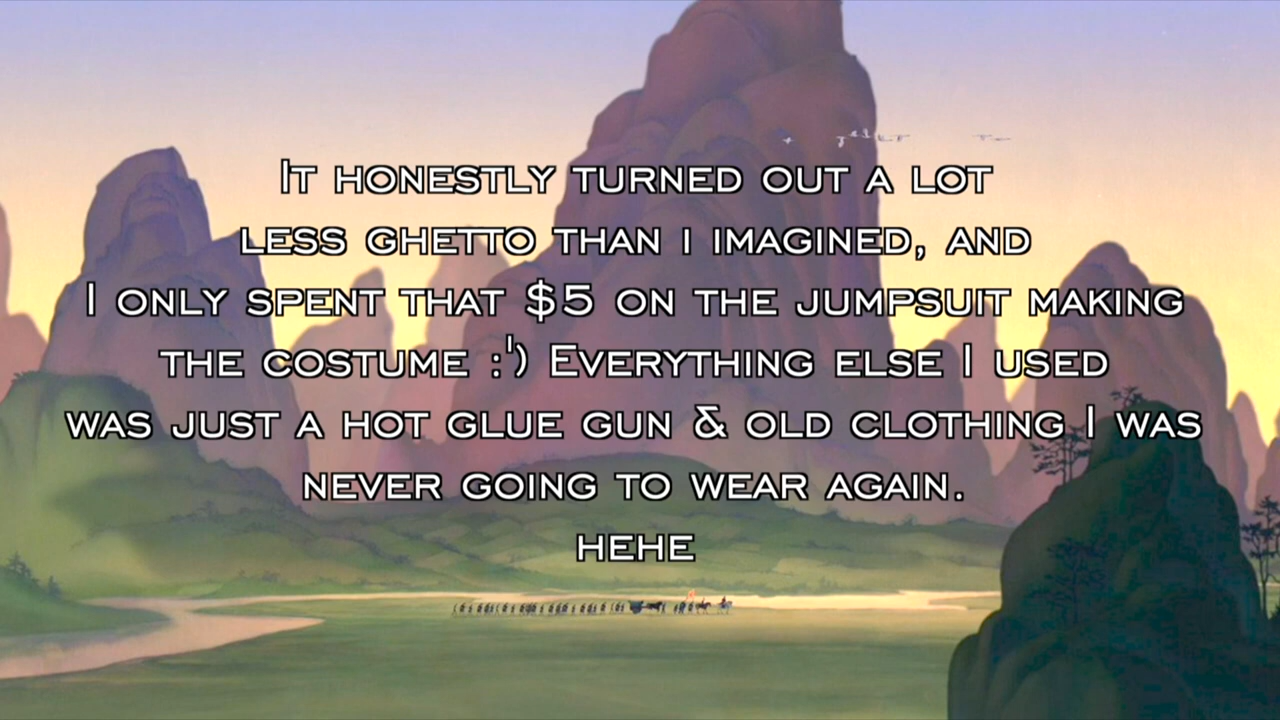 It honestly turned out a lot
less ghetto than i imagined, and
I only spent that $5 on the jumpsuit making
the costume :') Everything else I used
was just a hot glue gun & old clothing I was
never going to wear again.
hehe